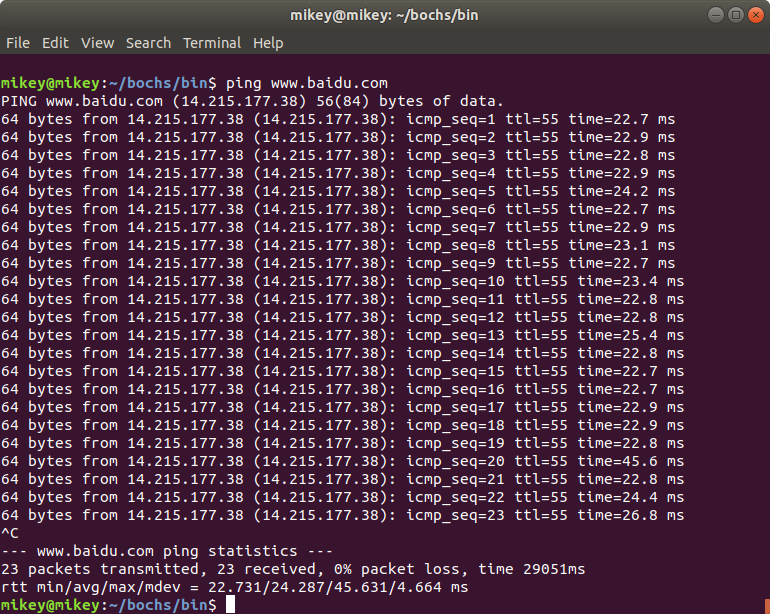 mikey@mikey: ~/bochs/bin
File Edit View Search Terminal Help
mikey@mikey:~/bochs/bin$ ping www.baidu.com
PING www.baidu.com (14.215.177.38) 56(84) bytes of data.
64 bytes from 14.215.177.38 (14.215.177.38): icmp_seq=1 ttl=55 time=22.7 ms
64 bytes from 14.215.177.38 (14.215.177.38): icmp_seq=2 ttl=55 time=22.9 ms
64 bytes from 14.215.177.38 (14.215.177.38): icmp_seq=3 ttl=55 time=22.8 ms
64 bytes from 14.215.177.38 (14.215.177.38): icmp_seq=4 ttl=55 time=22.9 ms
64 bytes from 14.215.177.38 (14.215.177.38): icmp_seq=5 ttl=55 time=24.2 ms
64 bytes from 14.215.177.38 (14.215.177.38): icmp_seq=6 ttl=55 time=22.7 ms
64 bytes from 14.215.177.38 (14.215.177.38): icmp_seq=7 ttl=55 time=22.9 ms
64 bytes from 14.215.177.38 (14.215.177.38): icmp_seq=8 ttl=55 time=23.1 ms
64 bytes from 14.215.177.38 (14.215.177.38): icmp_seq=9 ttl=55 time=22.7 ms
64 bytes from 14.215.177.38 (14.215.177.38): icmp_seq=10 ttl=55 time=23.4 ms
64 bytes from 14.215.177.38 (14.215.177.38): icmp_seq=11 ttl=55 time=22.8 ms
64 bytes from 14.215.177.38 (14.215.177.38): icmp_seq=12 ttl=55 time=22.8 ms
64 bytes from 14.215.177.38 (14.215.177.38): icmp_seq=13 ttl=55 time=25.4 ms
64 bytes from 14.215.177.38 (14.215.177.38): icmp_seq=14 ttl=55 time=22.8 ms
64 bytes from 14.215.177.38 (14.215.177.38): icmp_seq=15 ttl=55 time=22.7 ms
64 bytes from 14.215.177.38 (14.215.177.38): icmp_seq=16 ttl=55 time=22.7 ms
64 bytes from 14.215.177.38 (14.215.177.38): icmp_seq=17 ttl=55 time=22.9 ms
64 bytes from 14.215.177.38 (14.215.177.38): icmp_seq=18 ttl=55 time=22.9 ms
64 bytes from 14.215.177.38 (14.215.177.38): icmp_seq=19 ttl=55 time=22.8 ms
64 bytes from 14.215.177.38 (14.215.177.38): icmp_seq=20 ttl=55 time=45.6 ms
64 bytes from 14.215.177.38 (14.215.177.38): icmp_seq=21 ttl=55 time=22.8 ms
64 bytes from 14.215.177.38 (14.215.177.38): icmp_seq=22 ttl=55 time=24.4 ms
64 bytes from 14.215.177.38 (14.215.177.38): icmp_seq=23 ttl=55 time=26.8 ms
^C
--- www.baidu.com ping statistics ---
23 packets transmitted, 23 received, 0% packet loss, time 29051ms
rtt min/avg/max/mdev = 22.731/24.287/45.631/4.664 ms
mikey@mikey:~/bochs/bin$